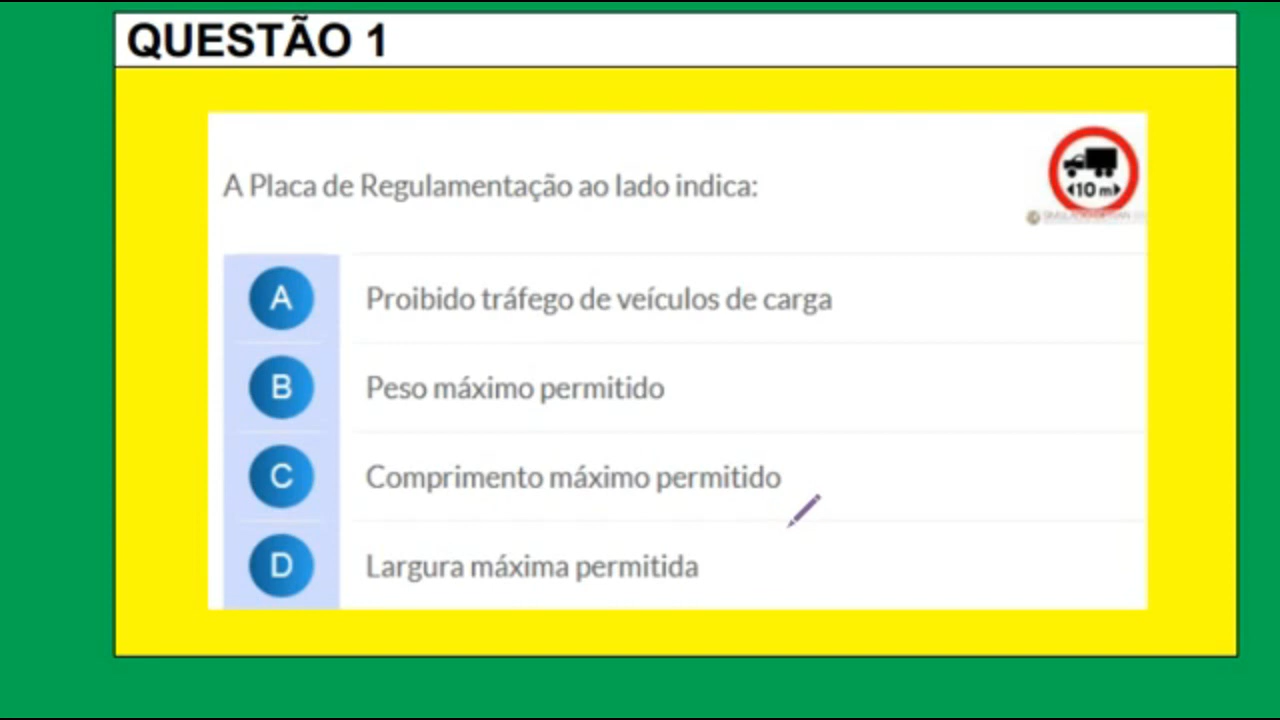 QUESTÃO 1
A Placa de Regulamentação ao lado indica:
10 m
A Proibido tráfego de veículos de carga
B Peso máximo permitido
C Comprimento máximo permitido
D Largura máxima permitida